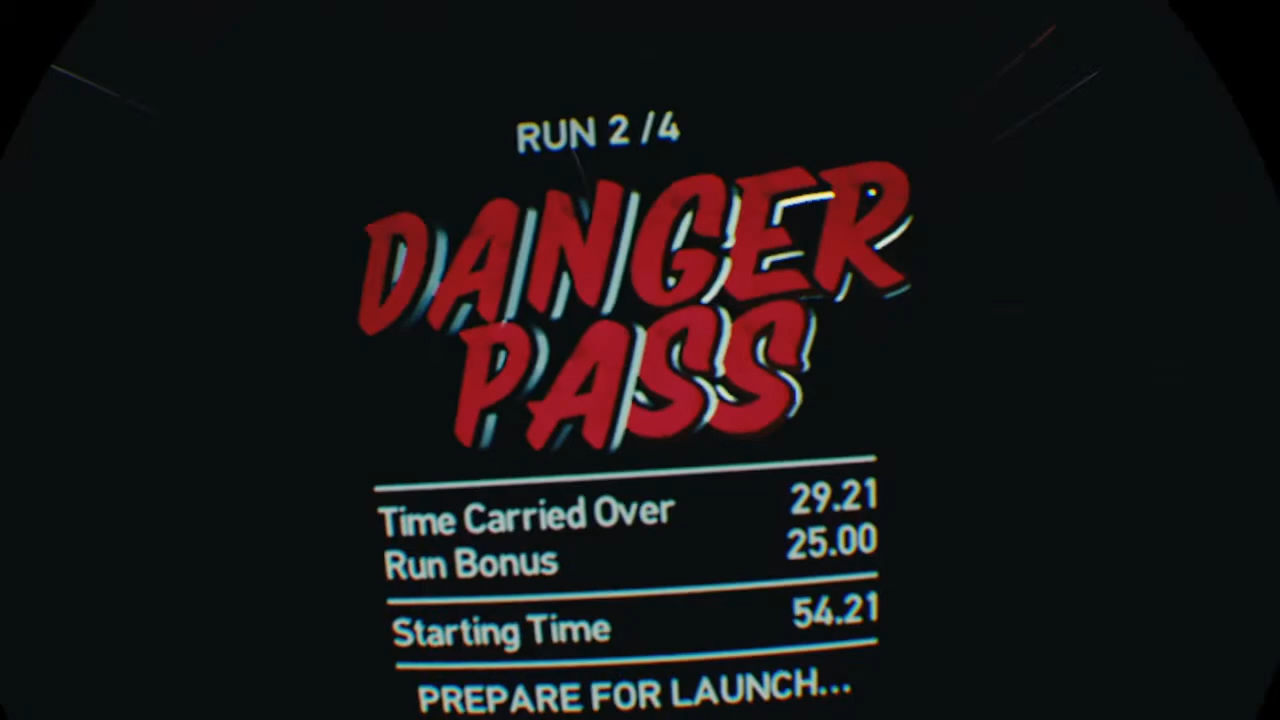 RUN 2 /4
DANGER
PASS
Time Carried Over 29.21
Run Bonus 25.00
Starting Time 54.21
PREPARE FOR LAUNCH...